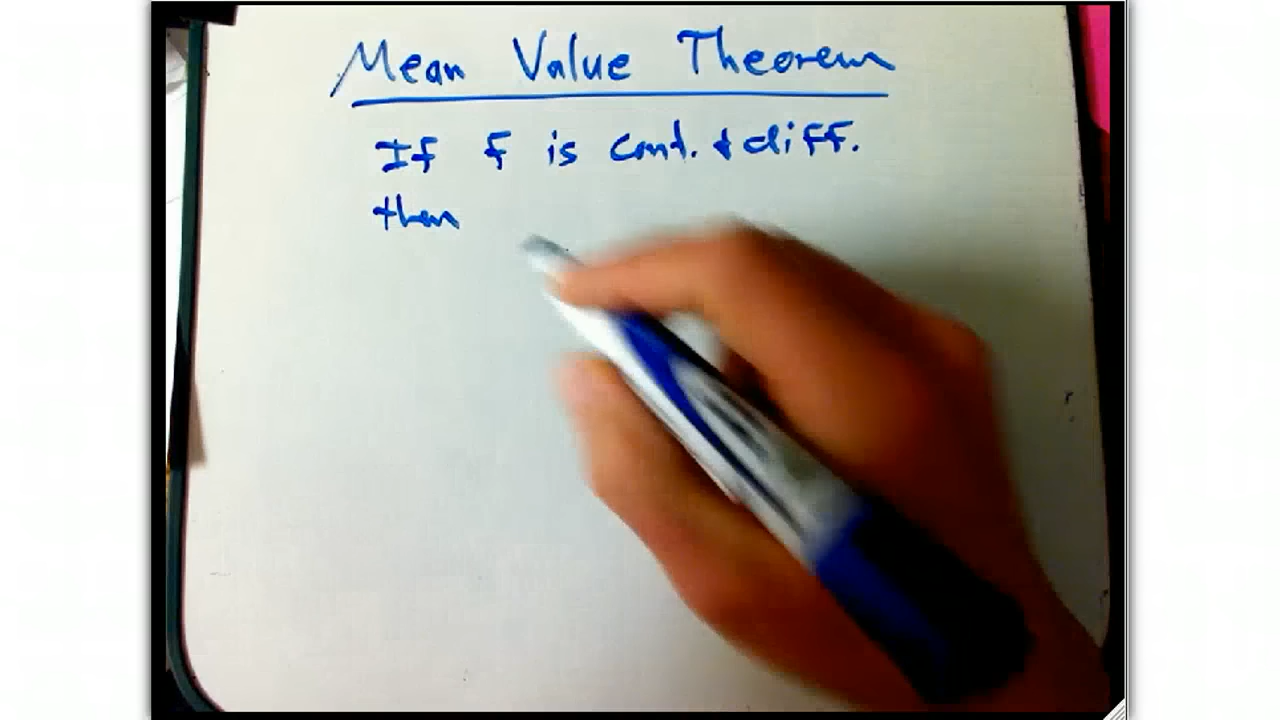 Mean Value Theorem
If f is cont. & diff.
then